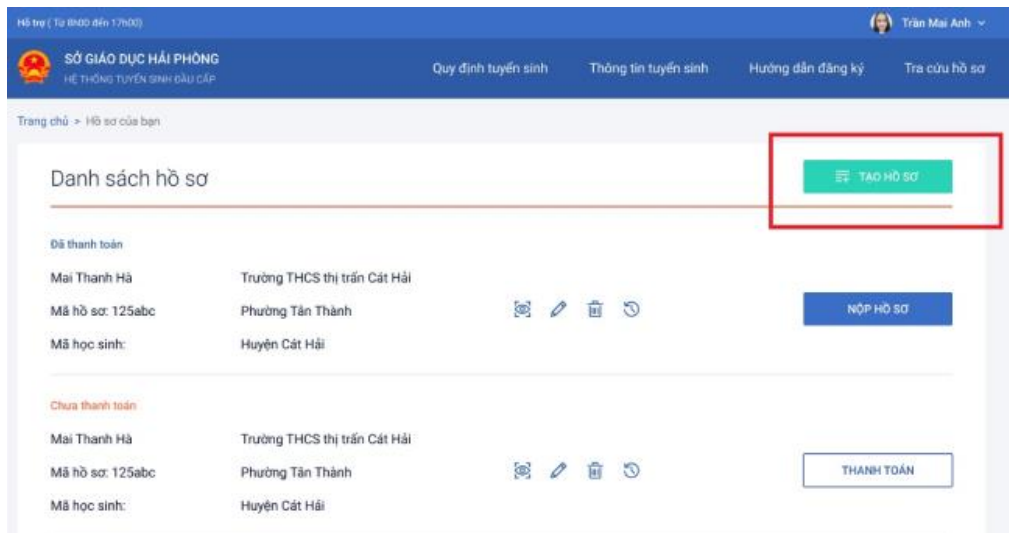 Hỗ trợ ( Từ 8h00 đến 17h00)
Trần Mai Anh
SỞ GIÁO DỤC HẢI PHÒNG
HỆ THỐNG TUYỂN SINH ĐẦU CẤP
Quy định tuyển sinh
Thông tin tuyển sinh
Hướng dẫn đăng ký
Tra cứu hồ sơ
Trang chủ > Hồ sơ của bạn
Danh sách hồ sơ
TẠO HỒ SƠ
Đã thanh toán
Mai Thanh Hà Trường THCS thị trấn Cát Hải
Mã hồ sơ: 125abc Phường Tân Thành NỘP HỒ SƠ
Mã học sinh: Huyện Cát Hải
Chưa thanh toán
Mai Thanh Hà Trường THCS thị trấn Cát Hải
Mã hồ sơ: 125abc Phường Tân Thành THANH TOÁN
Mã học sinh: Huyện Cát Hải